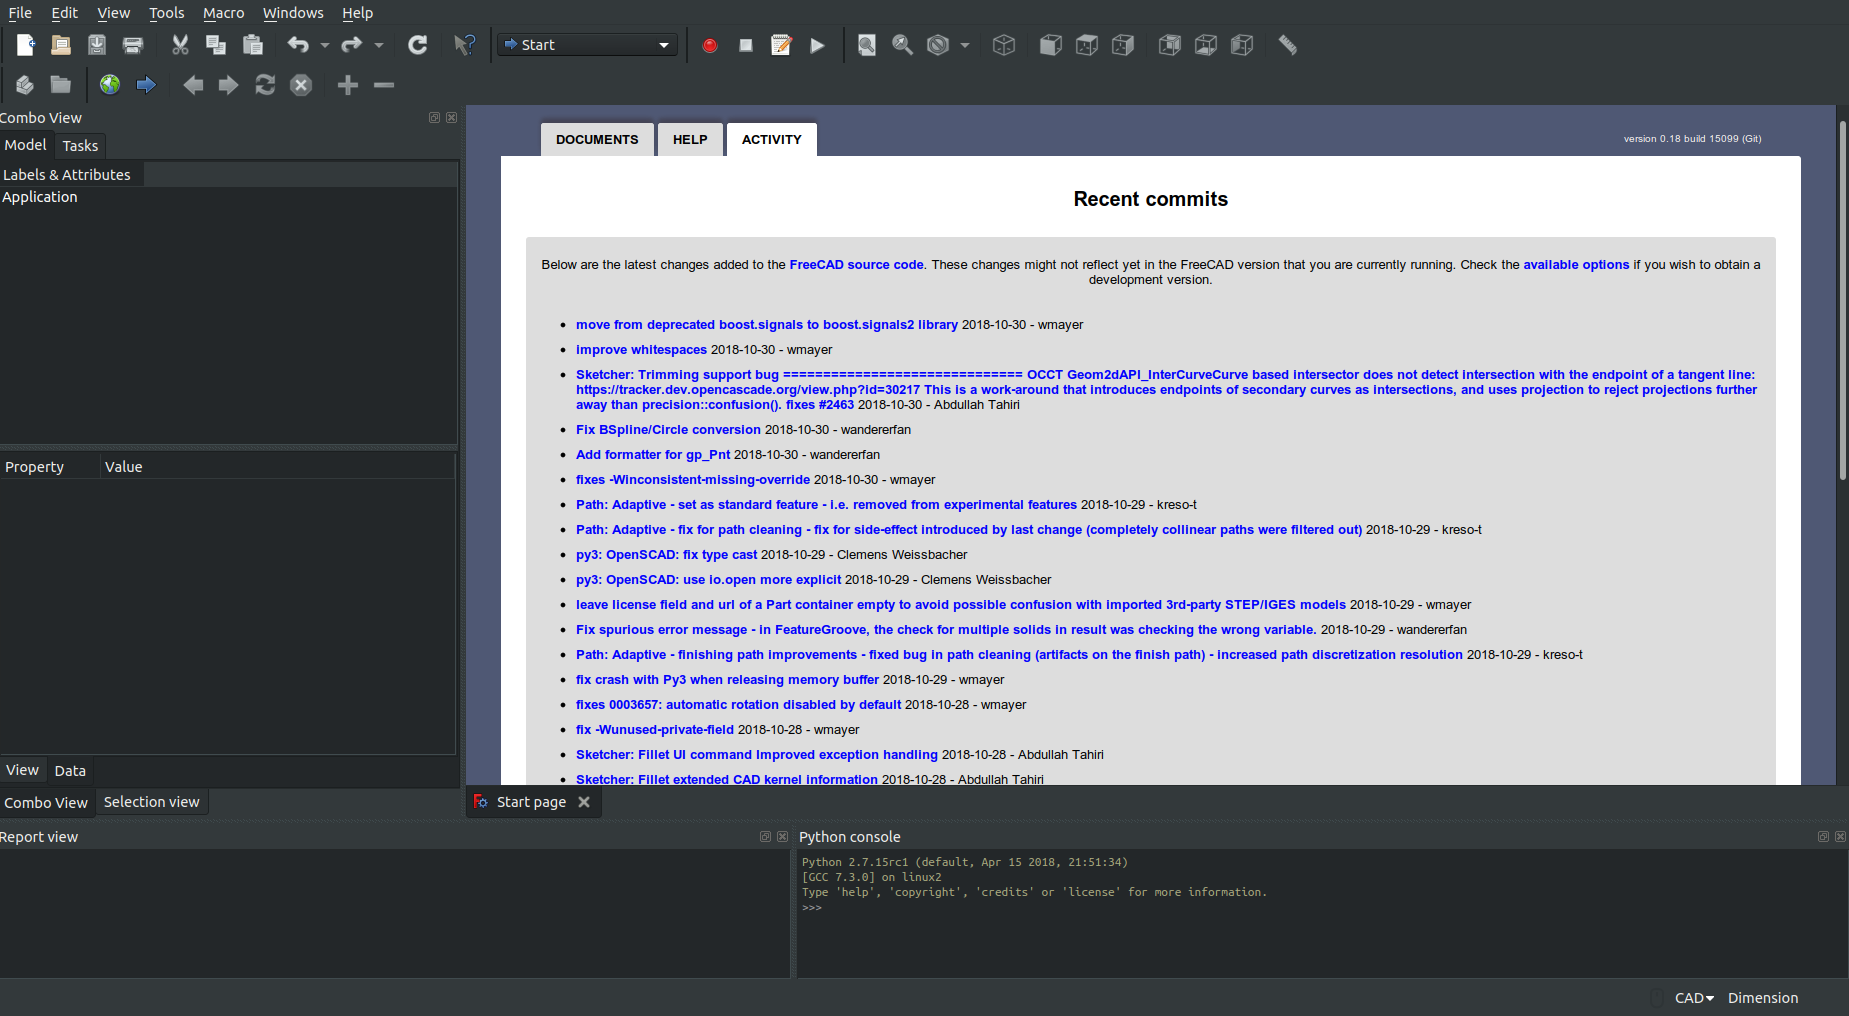 File Edit View Tools Macro Windows Help
Start
Combo View
Model Tasks
Labels & Attributes
Application
Property Value
View Data
Combo View Selection view
DOCUMENTS HELP ACTIVITY
version 0.18 build 15099 (Git)
Recent commits
Below are the latest changes added to the FreeCAD source code. These changes might not reflect yet in the FreeCAD version that you are currently running. Check the available options if you wish to obtain a
development version.
move from deprecated boost.signals to boost.signals2 library 2018-10-30 - wmayer
improve whitespaces 2018-10-30 - wmayer
Sketcher: Trimming support bug ============================== OCCT Geom2dAPI_InterCurveCurve based intersector does not detect intersection with the endpoint of a tangent line:
https://tracker.dev.opencascade.org/view.php?id=30217 This is a work-around that introduces endpoints of secondary curves as intersections, and uses projection to reject projections further
away than precision::confusion(). fixes #2463 2018-10-30 - Abdullah Tahiri
Fix BSpline/Circle conversion 2018-10-30 - wandererfan
Add formatter for gp_Pnt 2018-10-30 - wandererfan
fixes -Winconsistent-missing-override 2018-10-30 - wmayer
Path: Adaptive - set as standard feature - i.e. removed from experimental features 2018-10-29 - kreso-t
Path: Adaptive - fix for path cleaning - fix for side-effect introduced by last change (completely collinear paths were filtered out) 2018-10-29 - kreso-t
py3: OpenSCAD: fix type cast 2018-10-29 - Clemens Weissbacher
py3: OpenSCAD: use io.open more explicit 2018-10-29 - Clemens Weissbacher
leave license field and url of a Part container empty to avoid possible confusion with imported 3rd-party STEP/IGES models 2018-10-29 - wmayer
Fix spurious error message - in FeatureGroove, the check for multiple solids in result was checking the wrong variable. 2018-10-29 - wandererfan
Path: Adaptive - finishing path improvements - fixed bug in path cleaning (artifacts on the finish path) - increased path discretization resolution 2018-10-29 - kreso-t
fix crash with Py3 when releasing memory buffer 2018-10-29 - wmayer
fixes 0003657: automatic rotation disabled by default 2018-10-28 - wmayer
fix -Wunused-private-field 2018-10-28 - wmayer
Sketcher: Fillet UI command Improved exception handling 2018-10-28 - Abdullah Tahiri
Sketcher: Fillet extended CAD kernel information 2018-10-28 - Abdullah Tahiri
Start page
Report view
Python console
Python 2.7.15rc1 (default, Apr 15 2018, 21:51:34)
[GCC 7.3.0] on linux2
Type 'help', 'copyright', 'credits' or 'license' for more information.
>>>
CAD Dimension